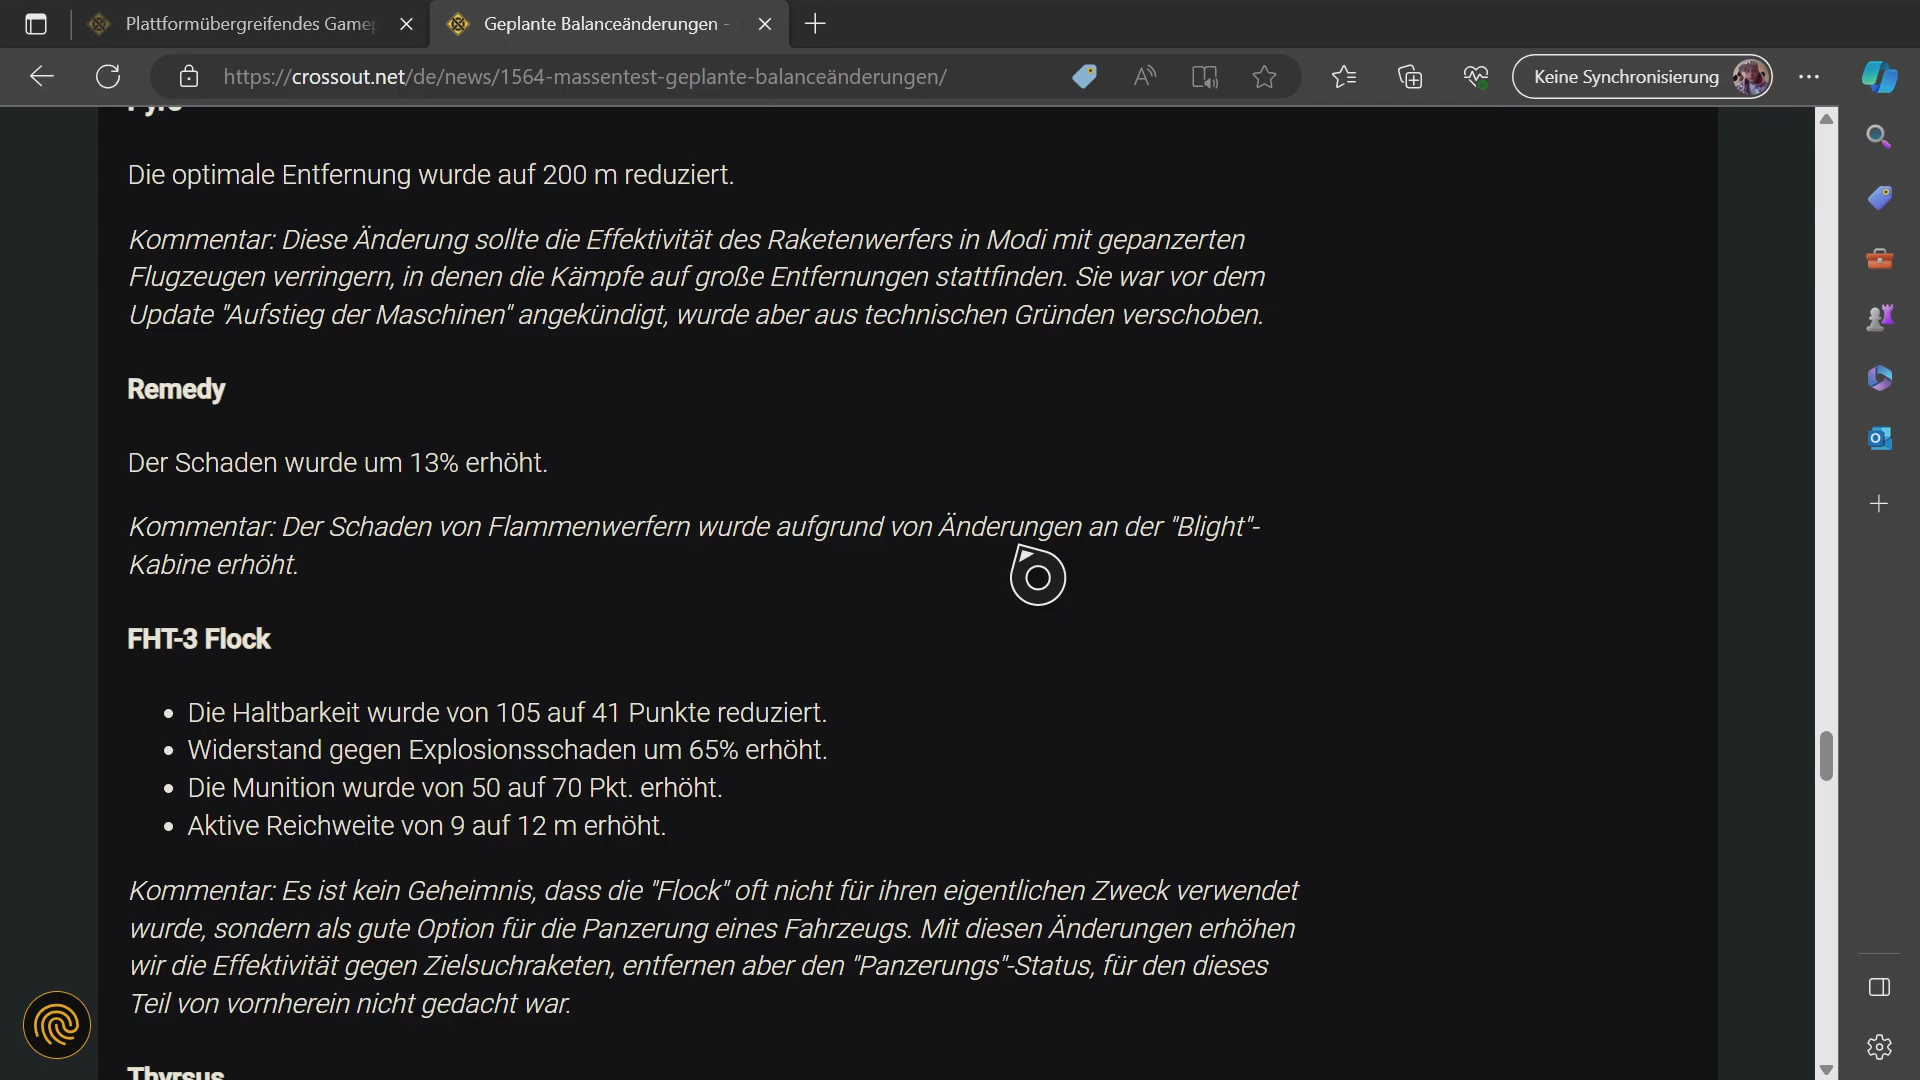 Plattformübergreifendes Game
Geplante Balanceänderungen -
https://crossout.net/de/news/1564-massentest-geplante-balanceänderungen/
Keine Synchronisierung
Pyre
Die optimale Entfernung wurde auf 200 m reduziert.
Kommentar: Diese Änderung sollte die Effektivität des Raketenwerfers in Modi mit gepanzerten
Flugzeugen verringern, in denen die Kämpfe auf große Entfernungen stattfinden. Sie war vor dem
Update "Aufstieg der Maschinen" angekündigt, wurde aber aus technischen Gründen verschoben.
Remedy
Der Schaden wurde um 13% erhöht.
Kommentar: Der Schaden von Flammenwerfern wurde aufgrund von Änderungen an der "Blight"-
Kabine erhöht.
FHT-3 Flock
• Die Haltbarkeit wurde von 105 auf 41 Punkte reduziert.
• Widerstand gegen Explosionsschaden um 65% erhöht.
• Die Munition wurde von 50 auf 70 Pkt. erhöht.
• Aktive Reichweite von 9 auf 12 m erhöht.
Kommentar: Es ist kein Geheimnis, dass die "Flock" oft nicht für ihren eigentlichen Zweck verwendet
wurde, sondern als gute Option für die Panzerung eines Fahrzeugs. Mit diesen Änderungen erhöhen
wir die Effektivität gegen Zielsuchraketen, entfernen aber den "Panzerungs"-Status, für den dieses
Teil von vornherein nicht gedacht war.
Thyrsus